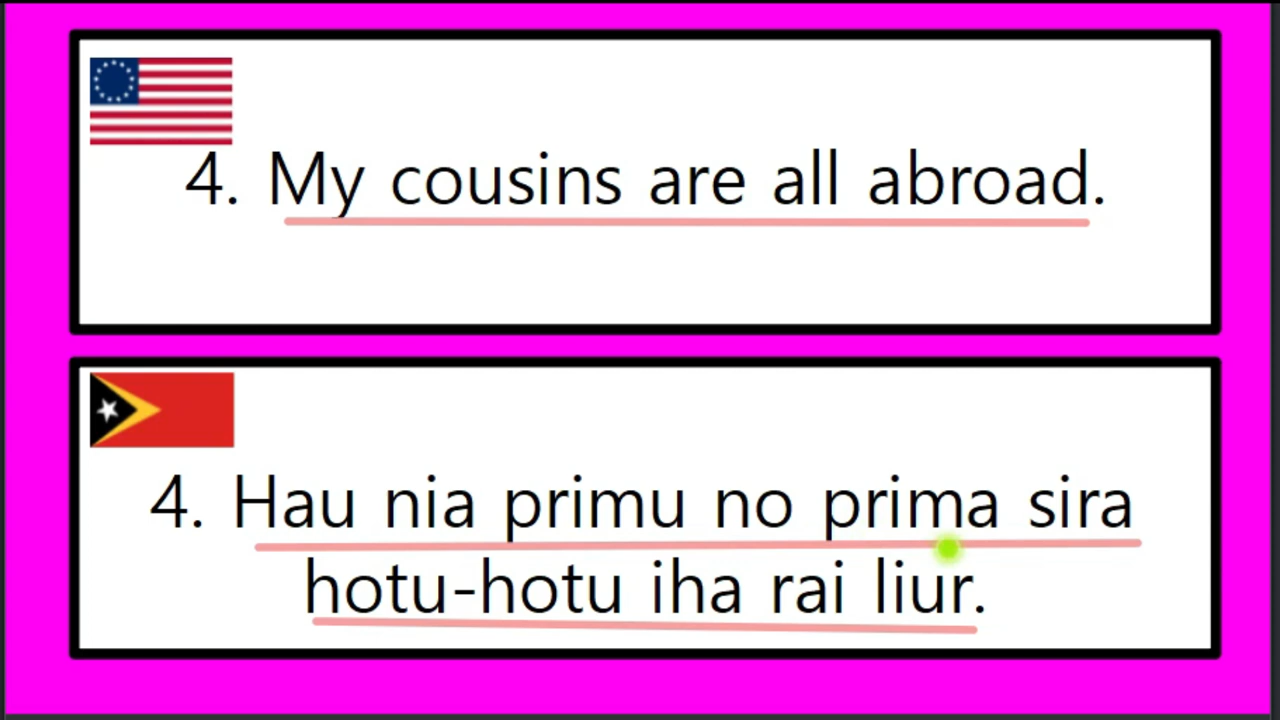 4. My cousins are all abroad.
4. Hau nia primu no prima sira
hotu-hotu iha rai liur.